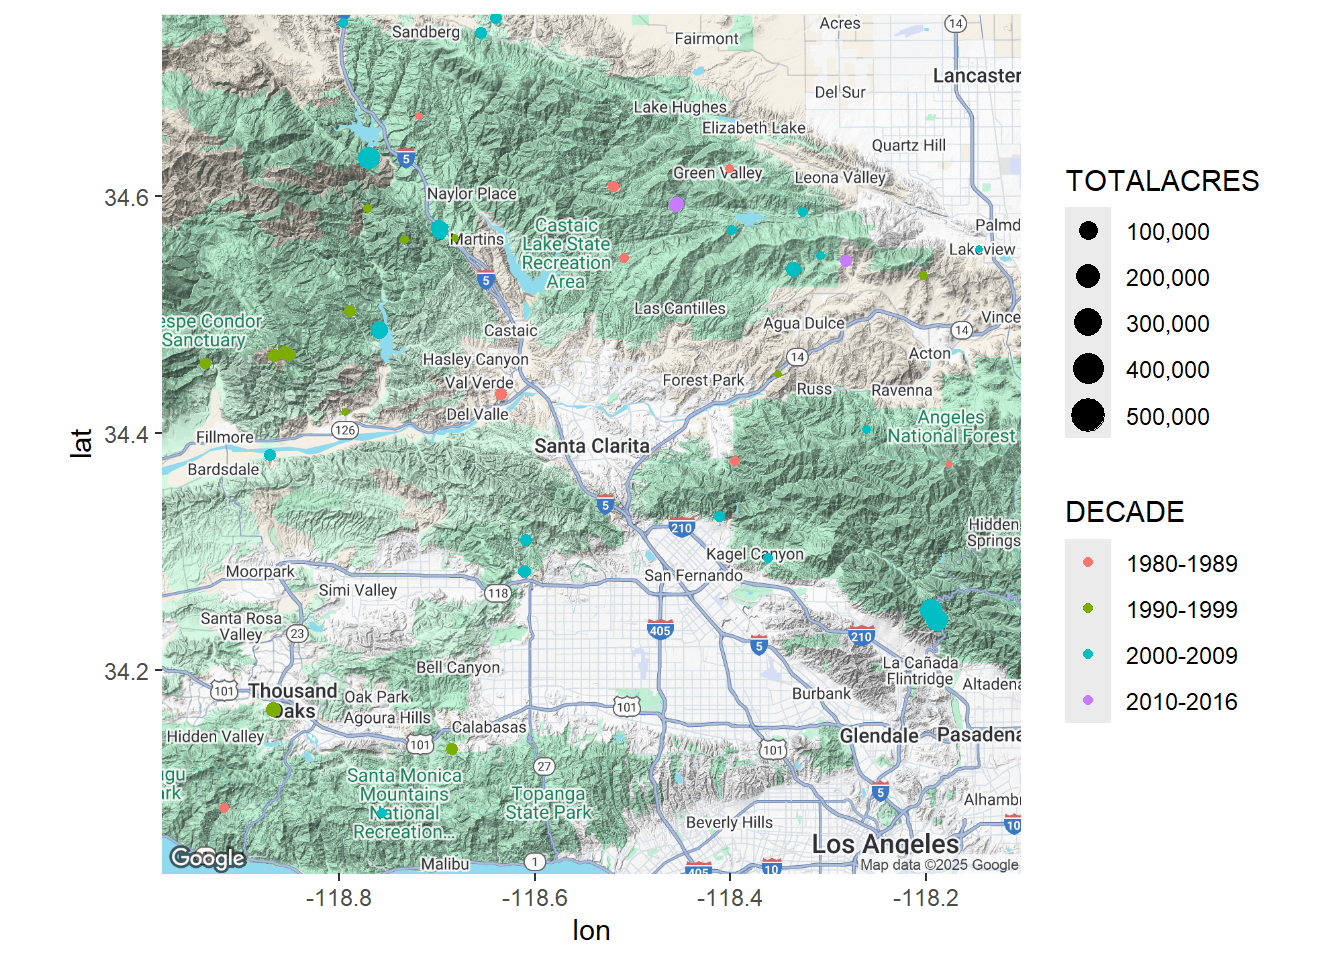 Acres
14
Sandberg
Fairmont
Lancaster
Del Sur
Lake Hughes
Elizabeth Lake
Quartz Hill
5
Green Valley
Leona Valley
34.6
Naylor Place
Castaic
Lake State
Recreation
Area
Palmd
Martins
Lakeview
5
Las Cantilles
espe Condor
Sanctuary
Castaic
Agua Dulce
Vince
14
Hasley Canyon
14
Acton
Val Verde
Forest Park
Russ
Ravenna
Del Valle
Angeles
National Forest
34.4
Fillmore
126
Santa Clarita
Bardsdale
5
210
Hidden
Springs
Kagel Canyon
Moorpark
San Fernando
Simi Valley
118
Santa Rosa
Valley
23
405
5
210
34.2
Bell Canyon
La Cañada
Flintridge
101
Thousand
Oaks
Oak Park
Burbank
Altadena
Agoura Hills
101
Hidden Valley
Calabasas
101
101
Glendale
Pasadena
27
Santa Monica
Mountains
National
Recreation...
Topanga
State Park
gu
rk
5
Alhamb
Beverly Hills
10
Los Angeles
Google
Malibu
1
405
10
Map data ©2025 Google
-118.8
-118.6
-118.4
-118.2
lon
lat
TOTALACRES
100,000
200,000
300,000
400,000
500,000
DECADE
1980-1989
1990-1999
2000-2009
2010-2016